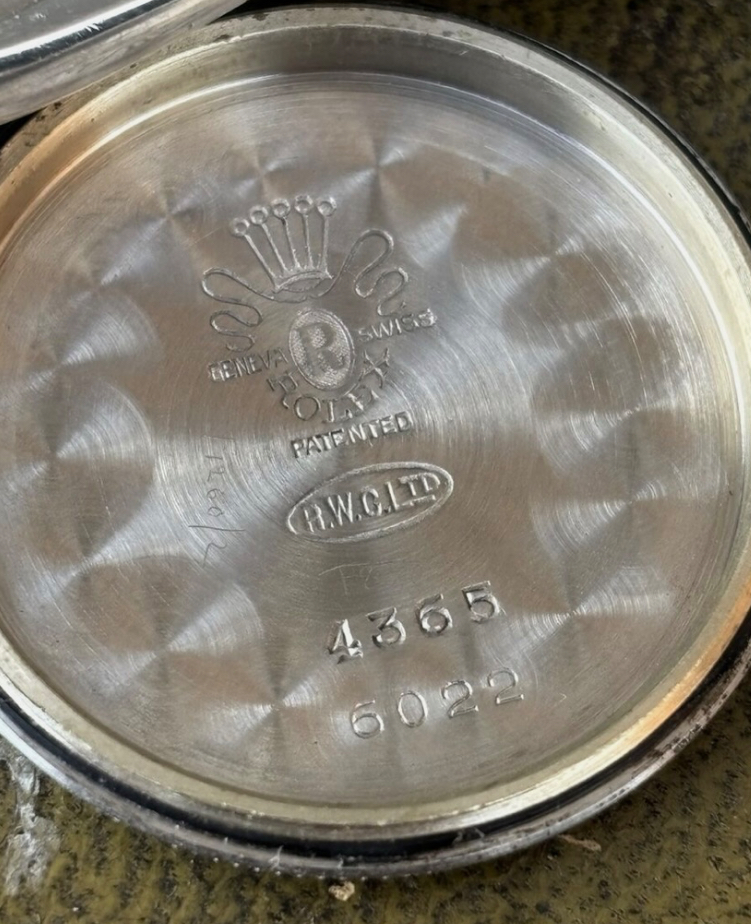 GENEVA R SWISS
ROLEX
PATENTED
R.W.C.LTD
4365
6022